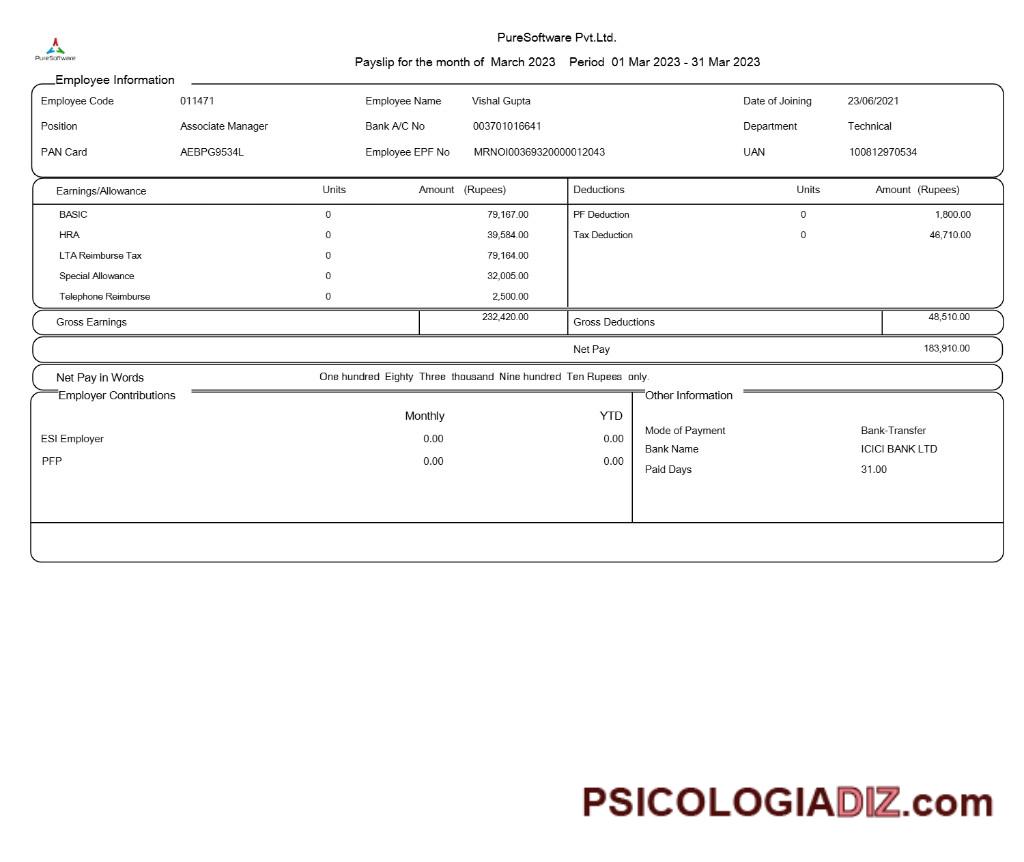 PureSoftware Pvt.Ltd.
PureSoftware
Payslip for the month of March 2023 Period 01 Mar 2023 - 31 Mar 2023
Employee Information
Employee Code 011471 Employee Name Vishal Gupta Date of Joining 23/06/2021
Position Associate Manager Bank A/C No 003701016641 Department Technical
PAN Card AEBPG9534L Employee EPF No MRNOI00369320000012043 UAN 100812970534
Earnings/Allowance Units Amount (Rupees) Deductions Units Amount (Rupees)
BASIC 0 79,167.00 PF Deduction 0 1,800.00
HRA 0 39,584.00 Tax Deduction 0 46,710.00
LTA Reimburse Tax 0 79,164.00
Special Allowance 0 32,005.00
Telephone Reimburse 0 2,500.00
Gross Earnings 232,420.00 Gross Deductions 48,510.00
Net Pay 183,910.00
Net Pay in Words One hundred Eighty Three thousand Nine hundred Ten Rupees only.
Employer Contributions Other Information
Monthly YTD
Mode of Payment Bank-Transfer
ESI Employer 0.00 0.00
Bank Name ICICI BANK LTD
PFP 0.00 0.00
Paid Days 31.00
PSICOLOGIADIZ.com